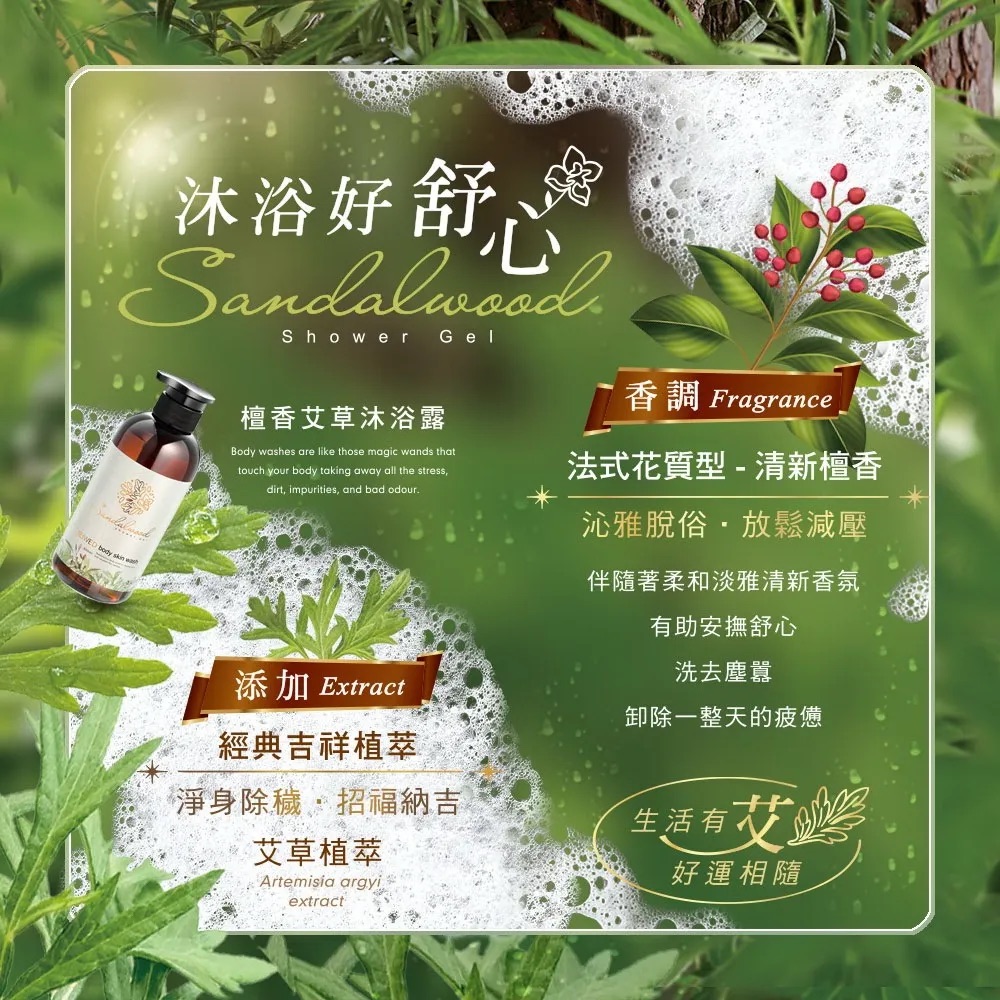 沐浴好舒心
Sandalwood
Shower Gel
檀香艾草沐浴露
Body washes are like those magic wands that
touch your body taking away all the stress,
dirt, impurities, and bad odour.
Sandalwood
body skin wash
香調 Fragrance
法式花質型 - 清新檀香
沁雅脫俗・放鬆減壓
伴隨著柔和淡雅清新香氛
有助安撫舒心
洗去塵囂
卸除一整天的疲憊
添加 Extract
經典吉祥植萃
淨身除穢・招福納吉
艾草植萃
Artemisia argyi
extract
生活有艾
好運相隨